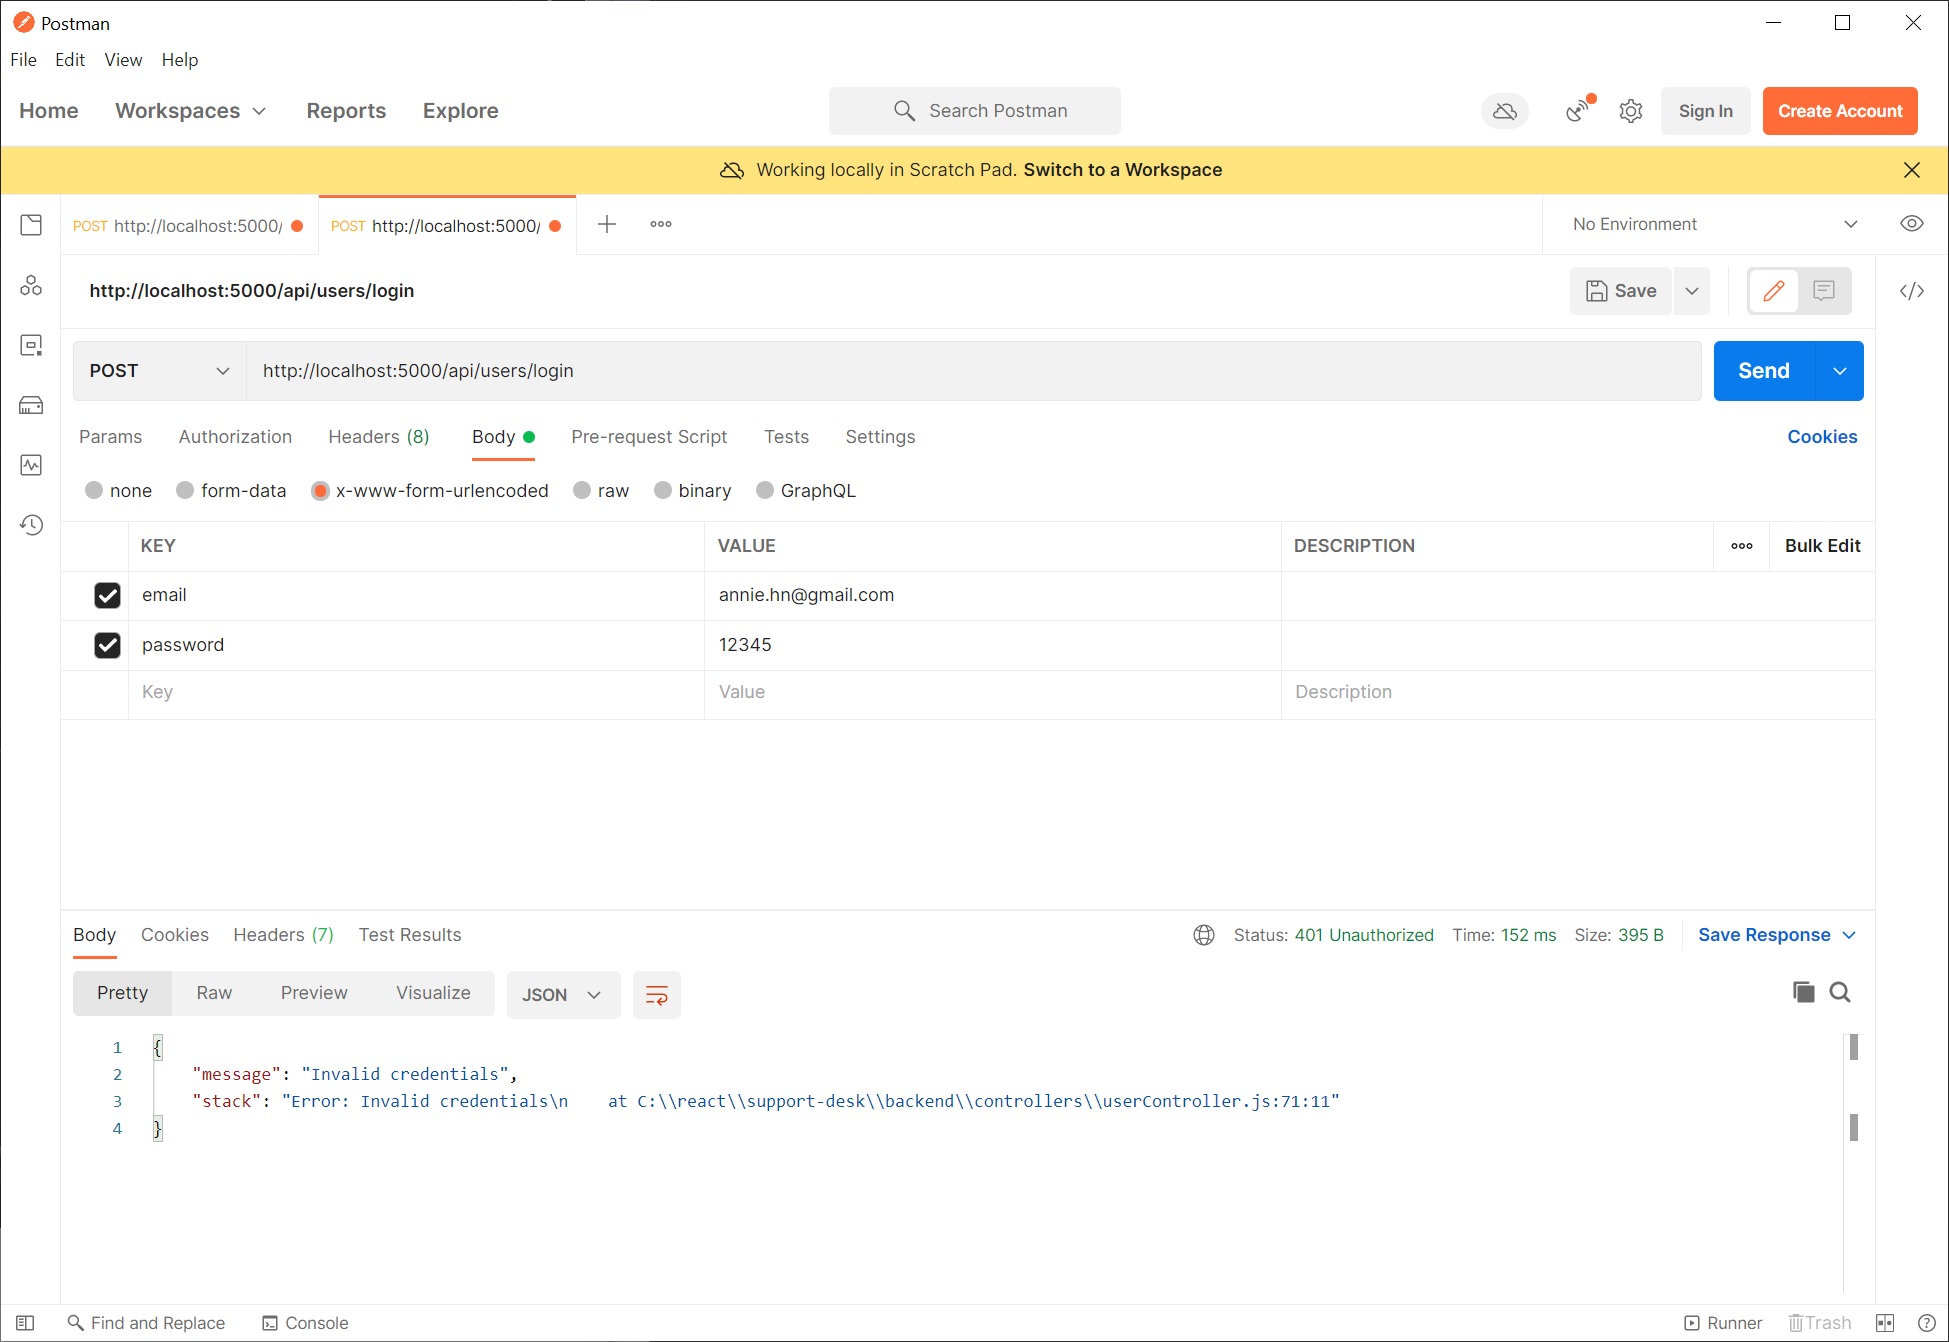 Postman
File Edit View Help
Home Workspaces Reports Explore Search Postman Sign In Create Account
Working locally in Scratch Pad. Switch to a Workspace
POST http://localhost:5000/ POST http://localhost:5000/ No Environment
http://localhost:5000/api/users/login Save
POST http://localhost:5000/api/users/login Send
Params Authorization Headers (8) Body Pre-request Script Tests Settings Cookies
none form-data x-www-form-urlencoded raw binary GraphQL
KEY VALUE DESCRIPTION Bulk Edit
email annie.hn@gmail.com
password 12345
Key Value Description
Body Cookies Headers (7) Test Results Status: 401 Unauthorized Time: 152 ms Size: 395 B Save Response
Pretty Raw Preview Visualize JSON
1 {
2 "message": "Invalid credentials",
3 "stack": "Error: Invalid credentials\n    at C:\\react\\support-desk\\backend\\controllers\\userController.js:71:11"
4 }
Find and Replace Console Runner Trash